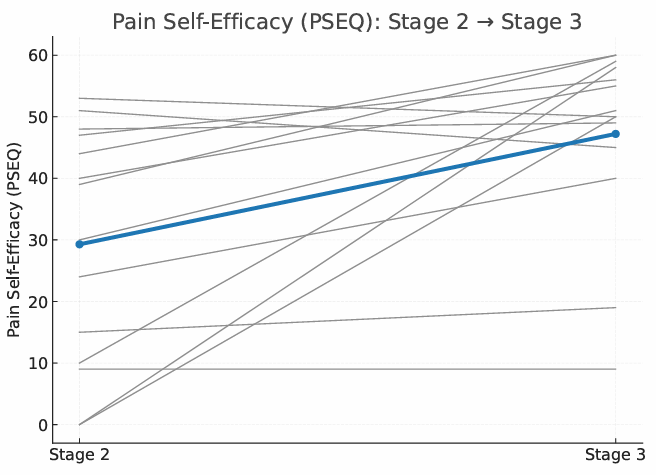 Pain Self-Efficacy (PSEQ): Stage 2 → Stage 3
Pain Self-Efficacy (PSEQ)
60
50
40
30
20
10
0
Stage 2
Stage 3